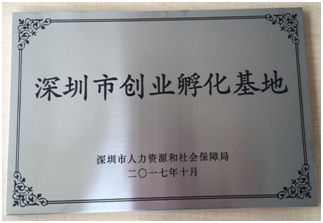 深圳市创业孵化基地
深圳市人力资源和社会保障局
二〇一七年十月